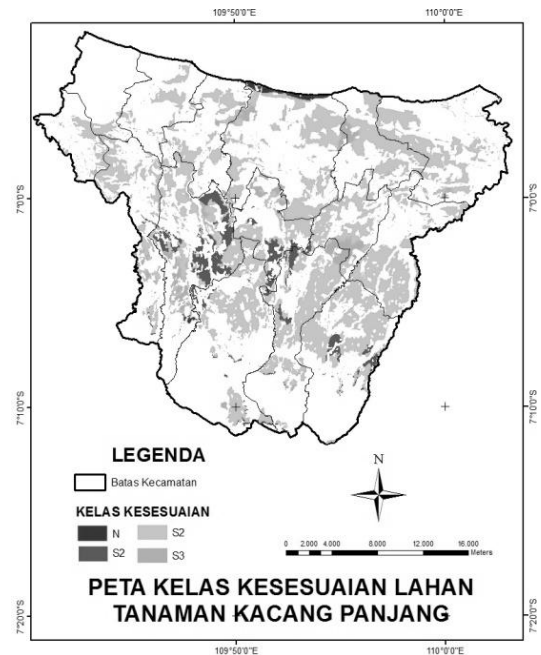 109°50'0"E 110°0'0"E
7°0'0"S 7°0'0"S
7°10'0"S 7°10'0"S
LEGENDA
Batas Kecamatan
N
KELAS KESESUAIAN
N S2
S2 S3
0 2.000 4.000 8.000 12.000 16.000
Meters
PETA KELAS KESESUAIAN LAHAN
TANAMAN KACANG PANJANG
7°20'0"S 7°20'0"S
109°50'0"E 110°0'0"E